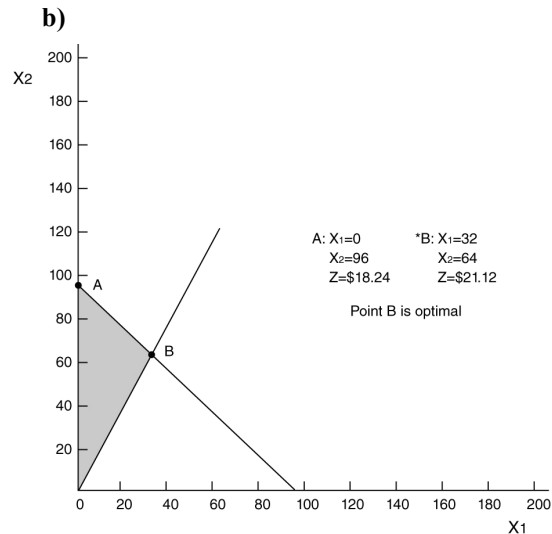 b)
200
X2
180
160
140
120
A: X1=0 *B: X1=32
X2=96 X2=64
Z=$18.24 Z=$21.12
100
A
Point B is optimal
80
B
60
40
20
0 20 40 60 80 100 120 140 160 180 200
X1